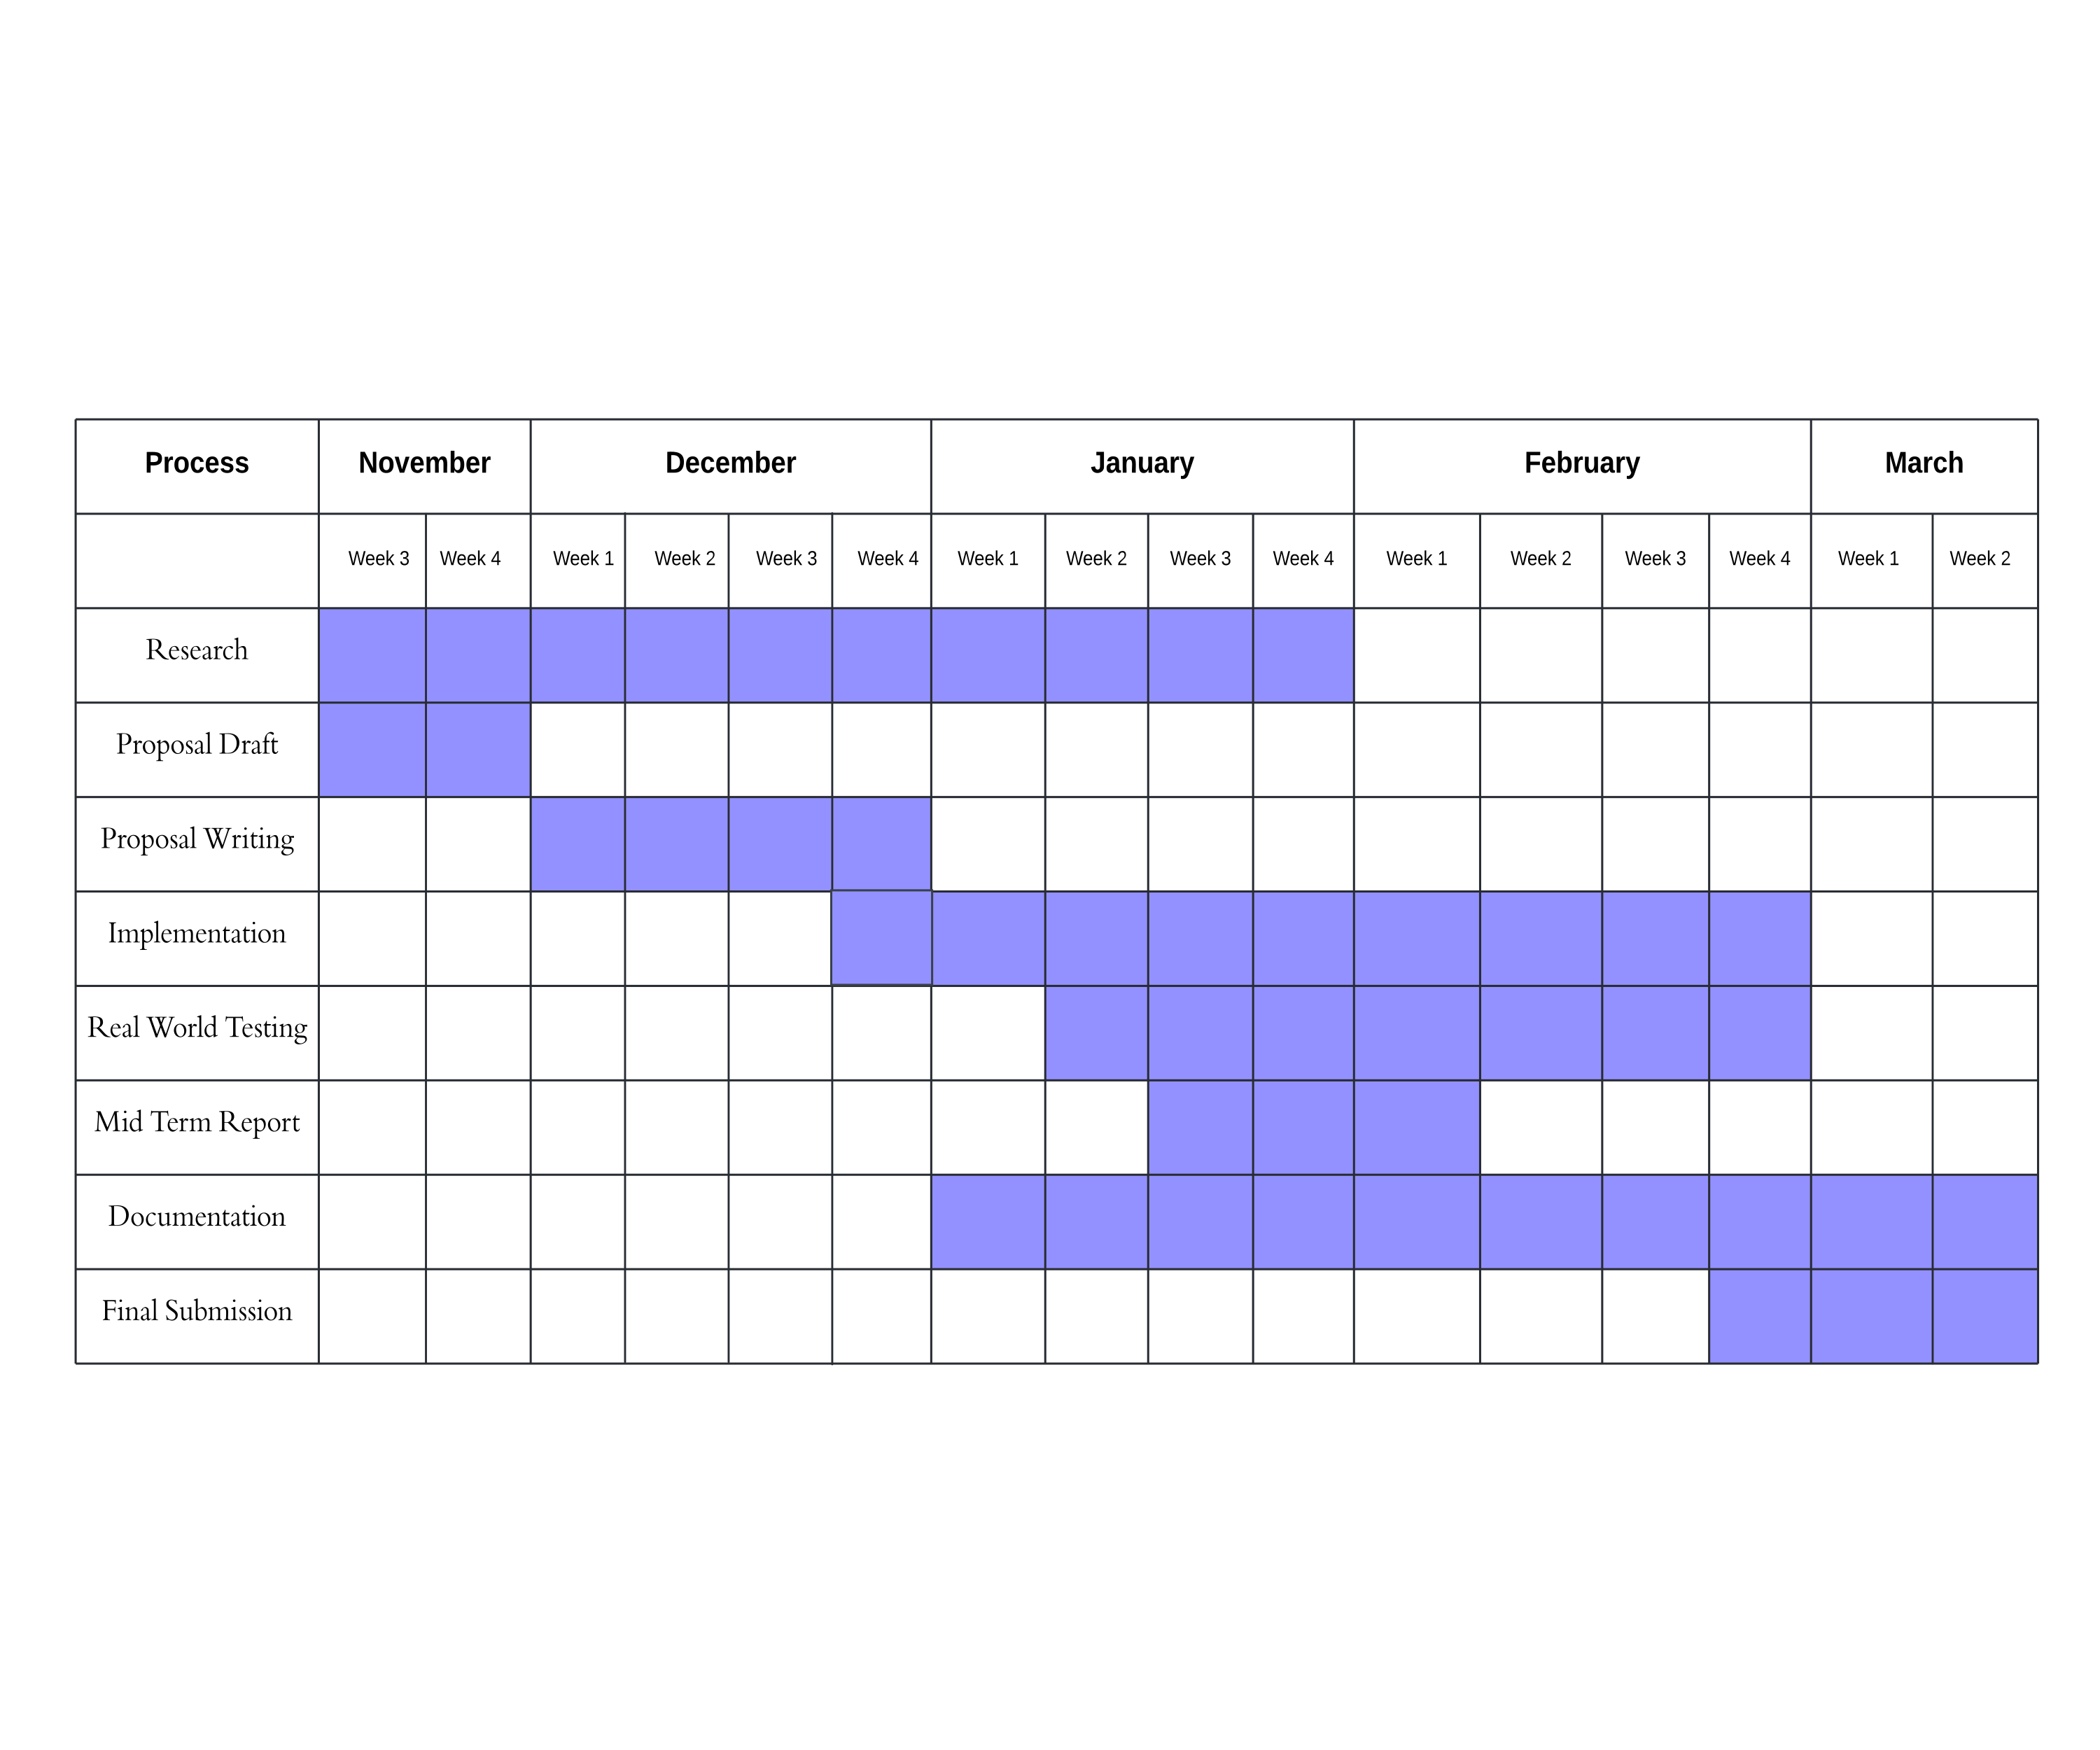 Process November December January February March
Week 3 Week 4 Week 1 Week 2 Week 3 Week 4 Week 1 Week 2 Week 3 Week 4 Week 1 Week 2 Week 3 Week 4 Week 1 Week 2
Research
Proposal Draft
Proposal Writing
Implementation
Real World Testing
Mid Term Report
Documentation
Final Submission